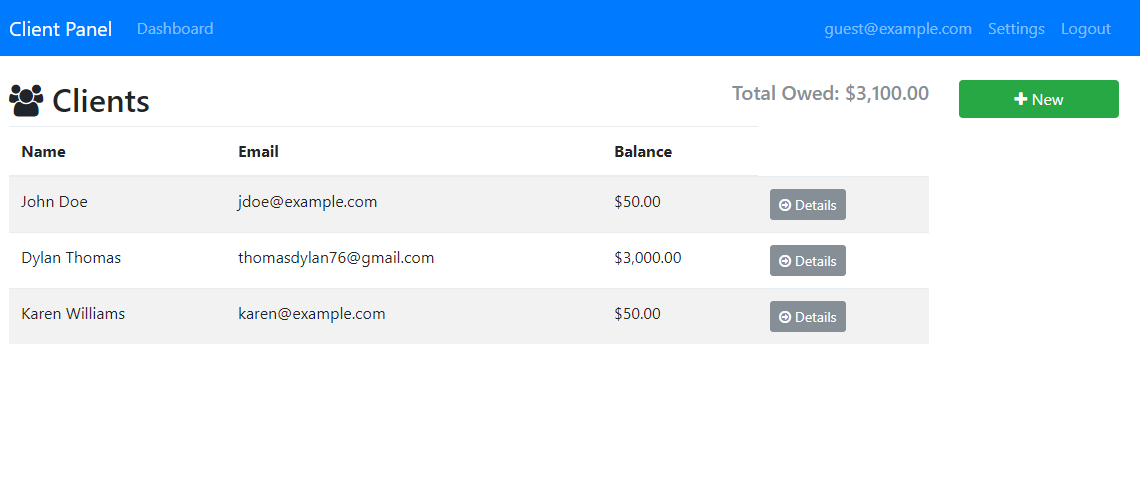 Client Panel Dashboard guest@example.com Settings Logout
Clients Total Owed: $3,100.00 New
Name Email Balance
John Doe jdoe@example.com $50.00 Details
Dylan Thomas thomasdylan76@gmail.com $3,000.00 Details
Karen Williams karen@example.com $50.00 Details